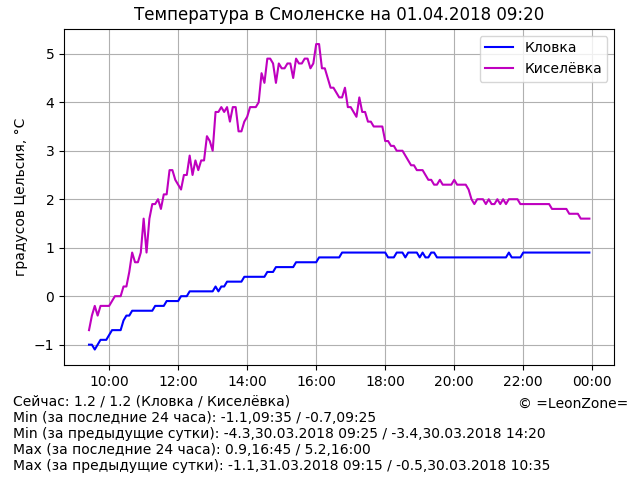 Температура в Смоленске на 01.04.2018 09:20
градусов Цельсия, °C
5
4
3
2
1
0
−1
Кловка
Киселёвка
10:00 12:00 14:00 16:00 18:00 20:00 22:00 00:00
Сейчас: 1.2 / 1.2 (Кловка / Киселёвка)
© =LeonZone=
Min (за последние 24 часа): -1.1,09:35 / -0.7,09:25
Min (за предыдущие сутки): -4.3,30.03.2018 09:25 / -3.4,30.03.2018 14:20
Max (за последние 24 часа): 0.9,16:45 / 5.2,16:00
Max (за предыдущие сутки): -1.1,31.03.2018 09:15 / -0.5,30.03.2018 10:35